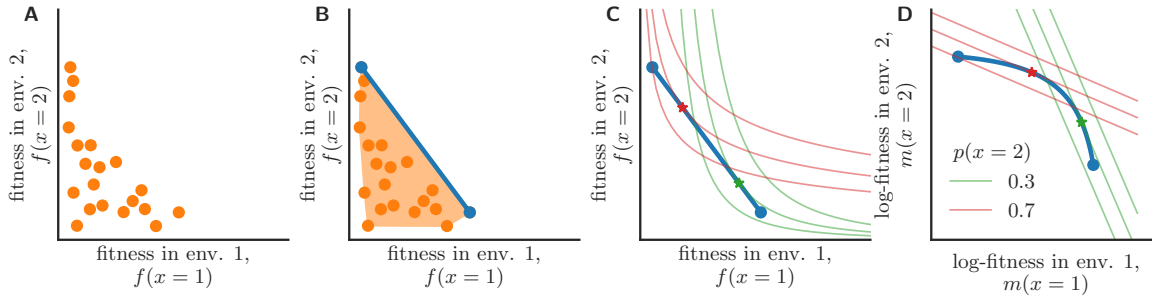 A
fitness in env. 2,
f(x = 2)
fitness in env. 1,
f(x = 1)
B
fitness in env. 2,
f(x = 2)
fitness in env. 1,
f(x = 1)
C
fitness in env. 2,
f(x = 2)
fitness in env. 1,
f(x = 1)
D
log-fitness in env. 2,
m(x = 2)
p(x = 2)
0.3
0.7
log-fitness in env. 1,
m(x = 1)